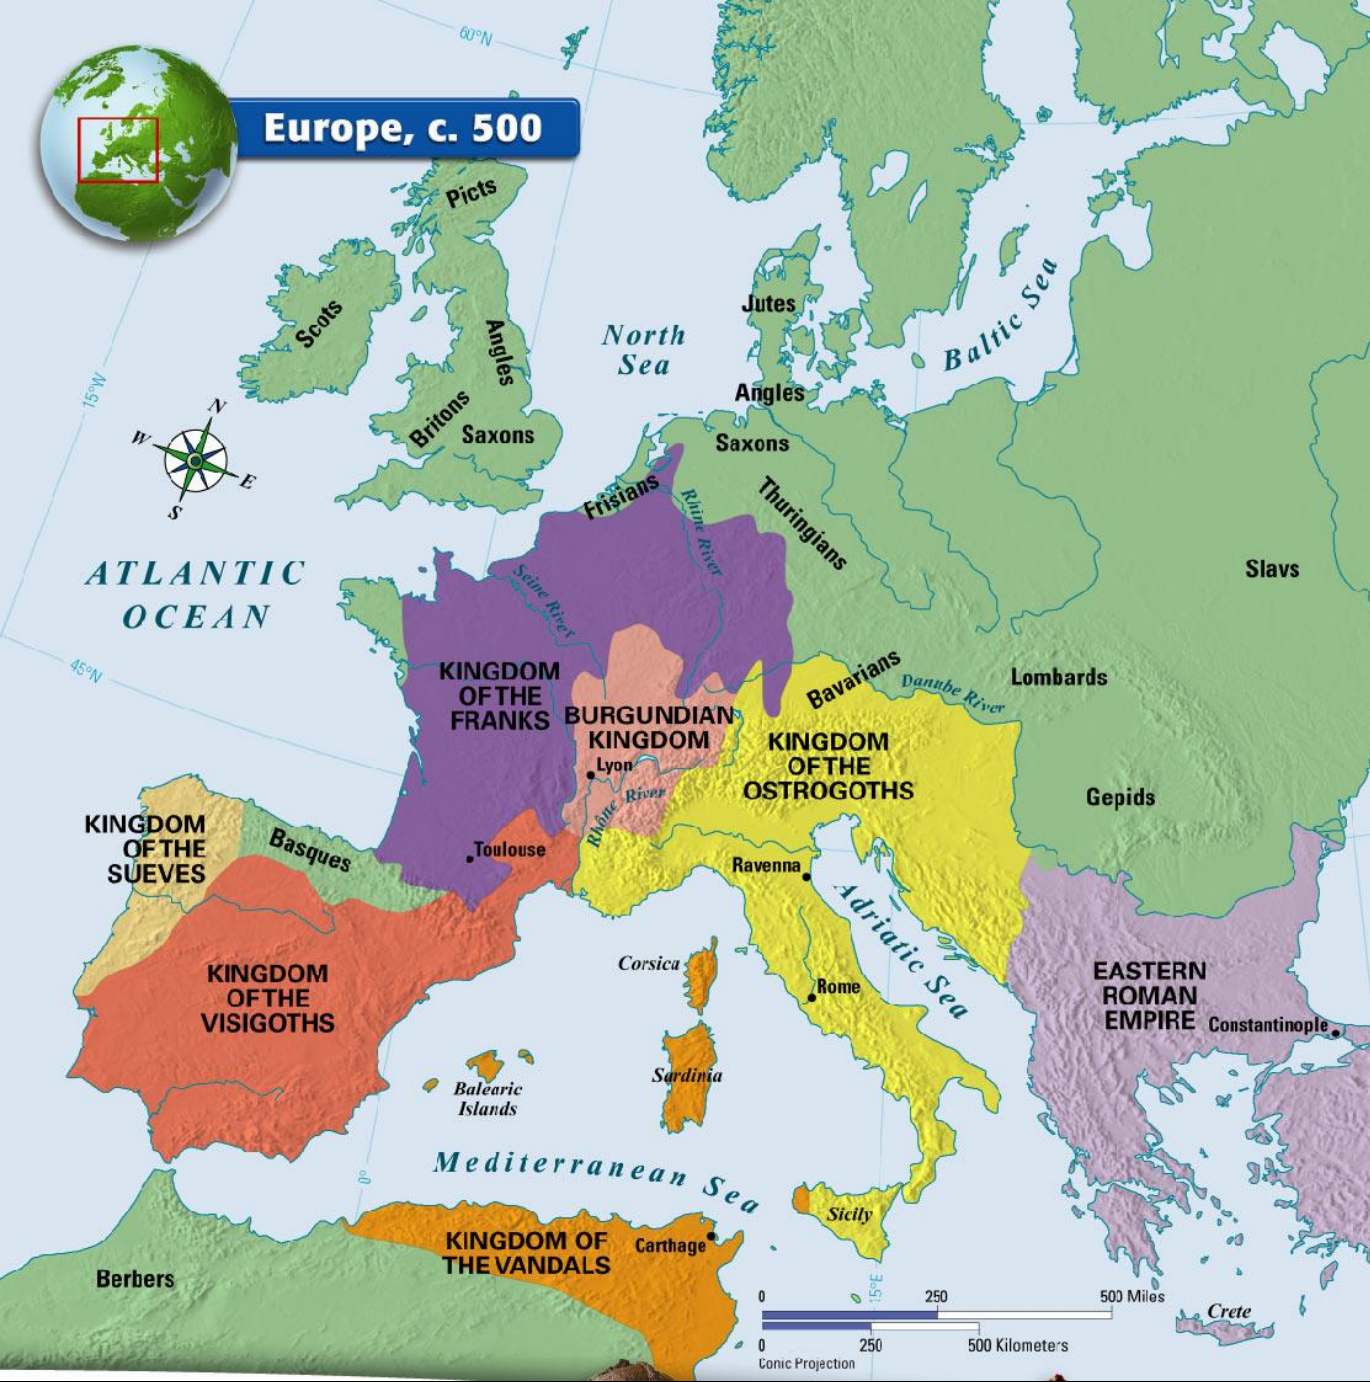 60°N
Europe, c. 500
Picts
Scots
Angles
Britons
Saxons
North
Sea
Jutes
Angles
Saxons
Baltic Sea
15°W
N
W
E
S
Frisians
Rhine River
Thuringians
Slavs
ATLANTIC
OCEAN
Seine River
45°N
KINGDOM
OF THE
FRANKS
BURGUNDIAN
KINGDOM
Lyon
Rhône River
Bavarians
Danube River
Lombards
KINGDOM
OF THE
OSTROGOTHS
Gepids
KINGDOM
OF THE
SUEVES
Basques
Toulouse
Ravenna
Adriatic Sea
Corsica
Rome
KINGDOM
OF THE
VISIGOTHS
EASTERN
ROMAN
EMPIRE
Constantinople
Balearic
Islands
Sardinia
Mediterranean Sea
0°
Sicily
KINGDOM OF
THE VANDALS
Carthage
Berbers
15°E
Crete
0 250 500 Miles
0 250 500 Kilometers
Conic Projection